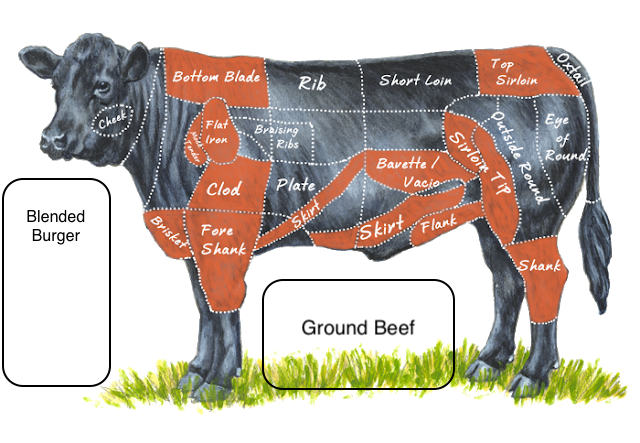 Bottom Blade
Rib
Short Loin
Top
Sirloin
Oxtail
Cheek
Flat
Iron
Braising
Ribs
Sirloin Tip
Outside Round
Eye
of
Round
Clod
Plate
Bavette /
Vacio
Skirt
Brisket
Fore
Shank
Skirt
Flank
Shank
Blended
Burger
Ground Beef